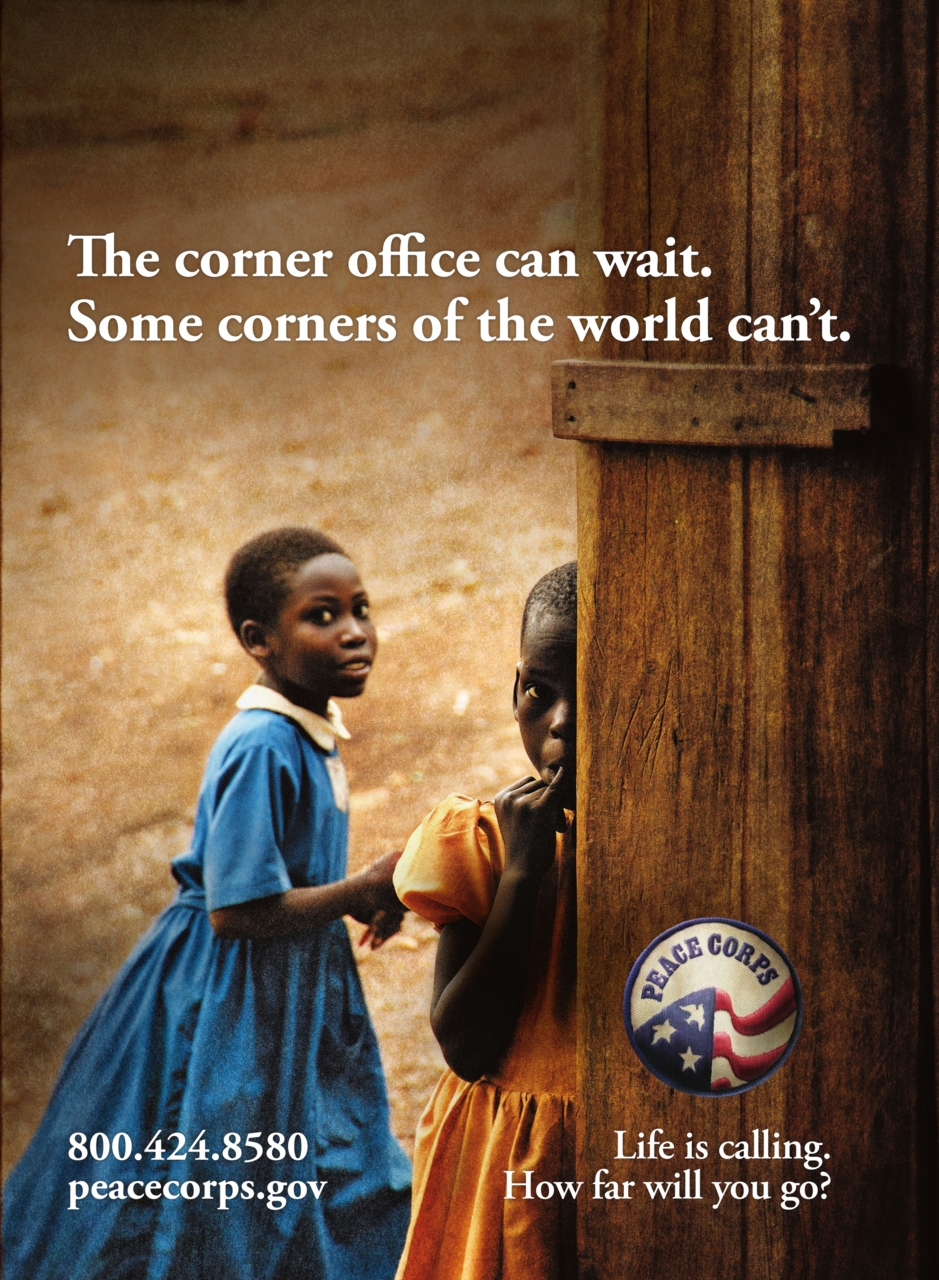 The corner office can wait.
Some corners of the world can't.
PEACE CORPS
800.424.8580
peacecorps.gov
Life is calling.
How far will you go?